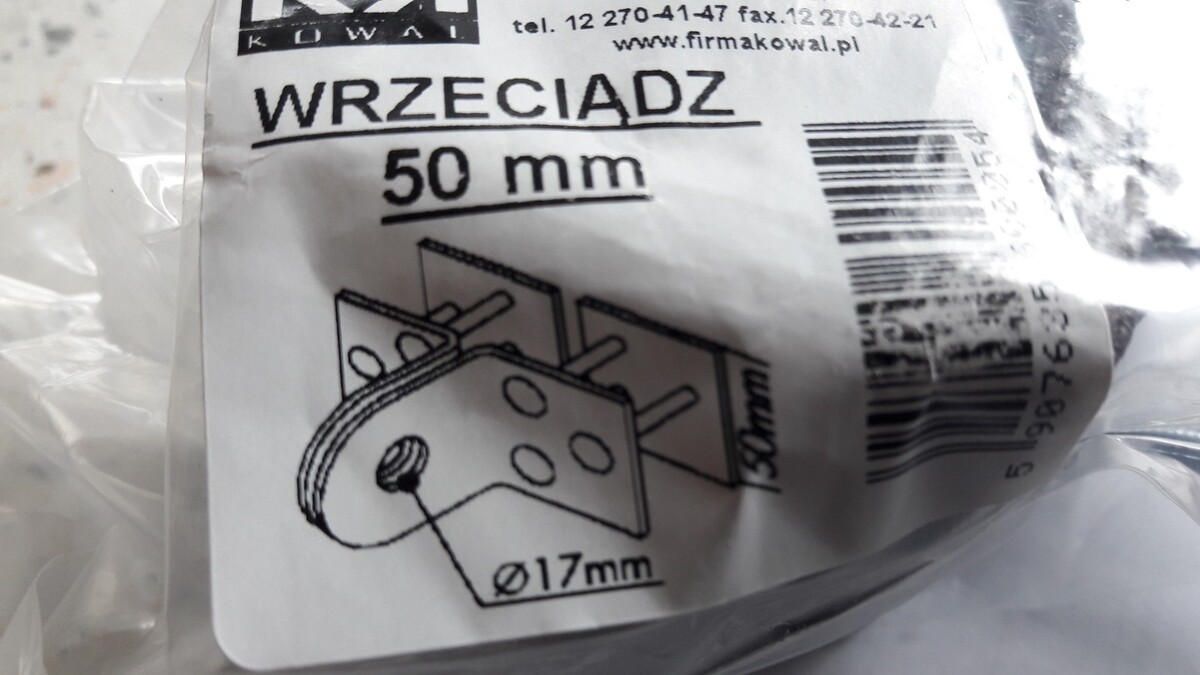 KOWAL
tel. 12 270-41-47 fax.12 270-42-21
www.firmakowal.pl
WRZECIĄDZ
50 mm
50mm
Ø17mm